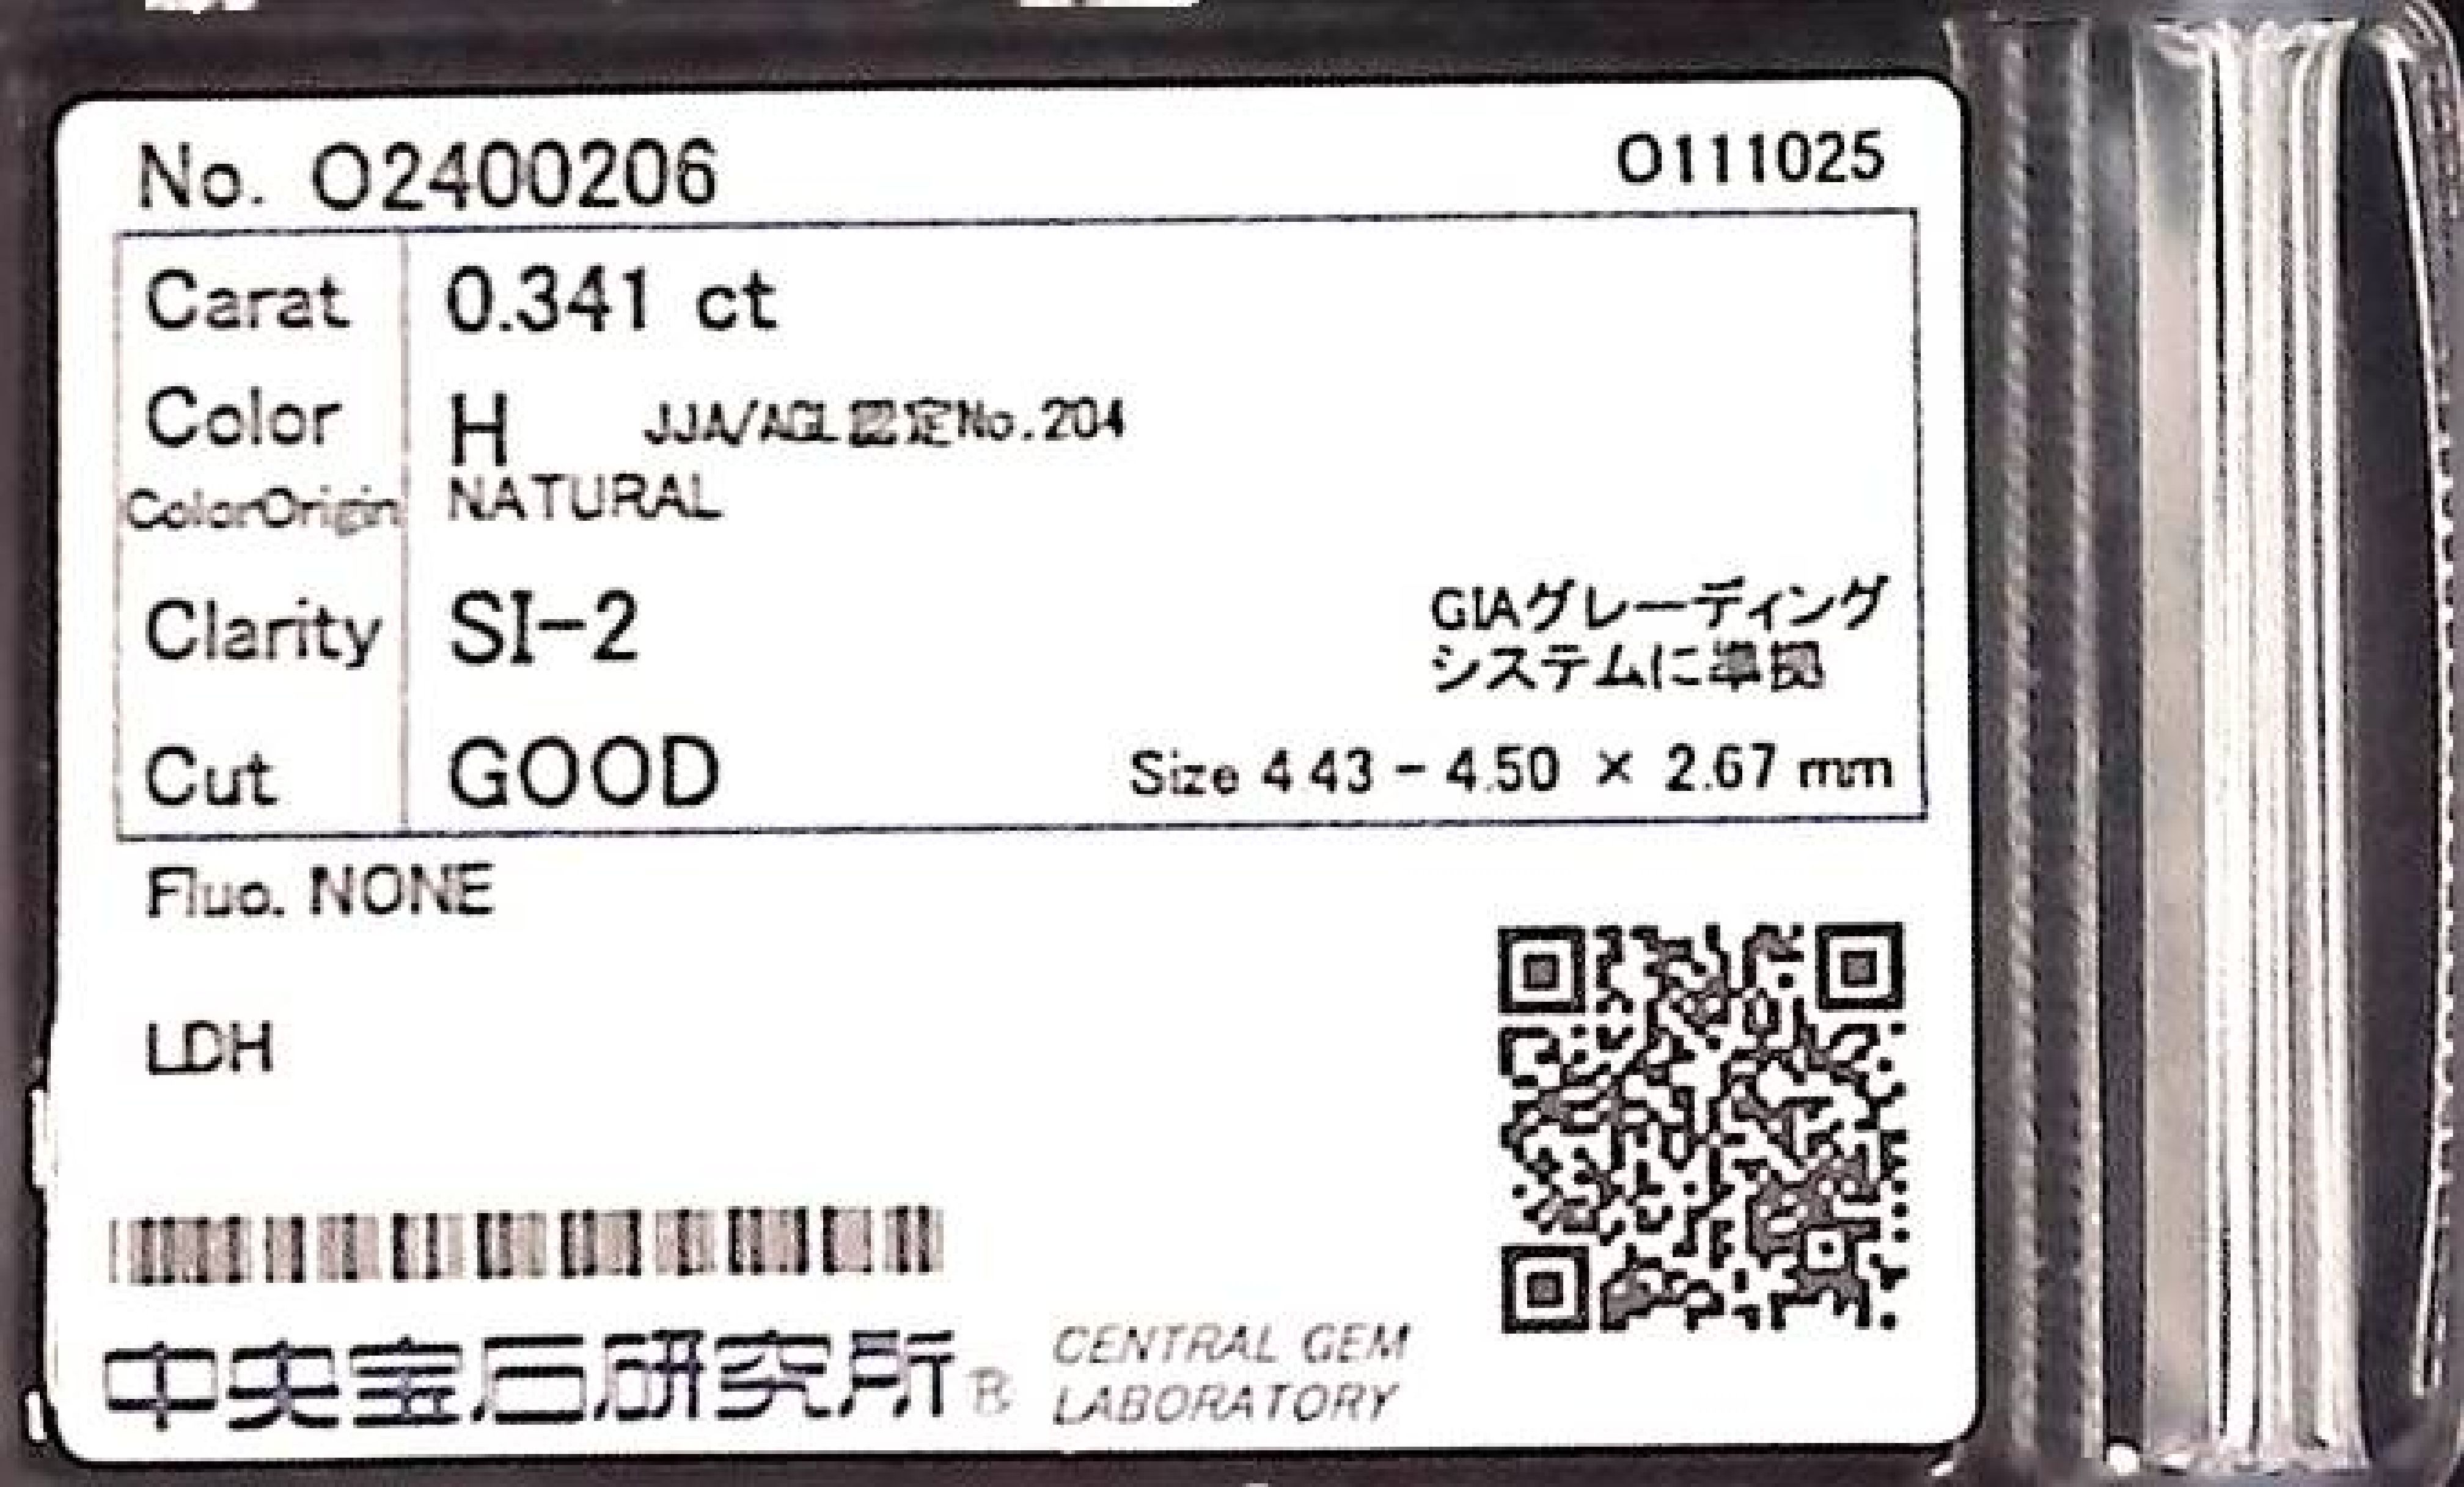 No. O2400206
O111025
Carat 0.341 ct
Color H JJA/AGL認定No.204
ColorOrigin NATURAL
Clarity SI-2
GIAグレーディング
システムに準拠
Cut GOOD
Size 4.43 - 4.50 × 2.67 mm
Fluo. NONE
LDH
中央宝石研究所®
CENTRAL GEM
LABORATORY